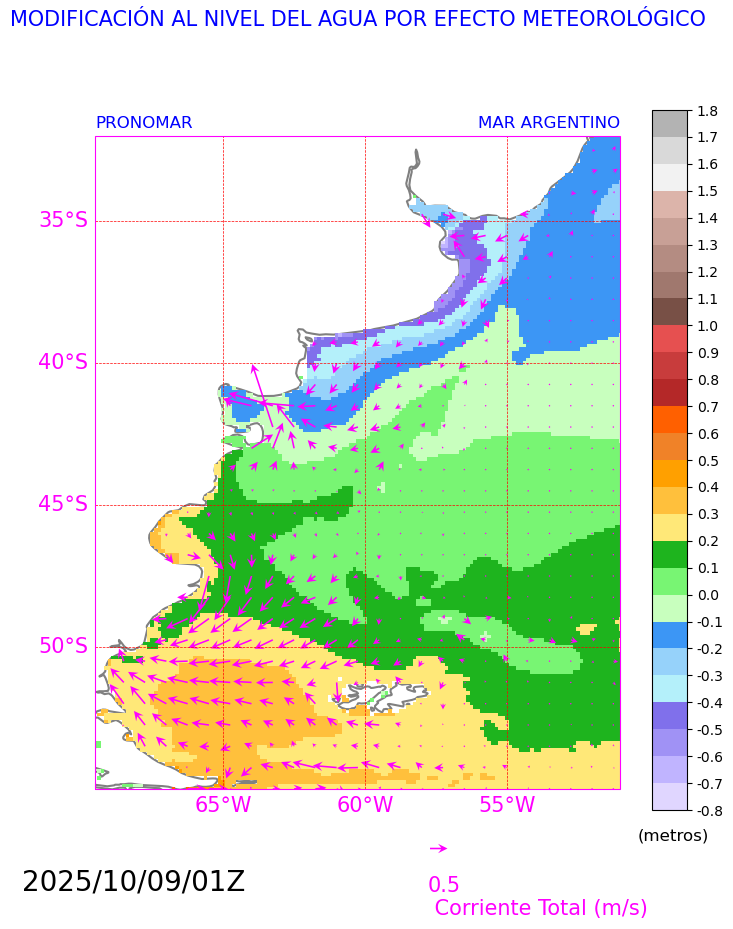 MODIFICACIÓN AL NIVEL DEL AGUA POR EFECTO METEOROLÓGICO
PRONOMAR MAR ARGENTINO
35°S
40°S
45°S
50°S
65°W 60°W 55°W
1.8
1.7
1.6
1.5
1.4
1.3
1.2
1.1
1.0
0.9
0.8
0.7
0.6
0.5
0.4
0.3
0.2
0.1
0.0
-0.1
-0.2
-0.3
-0.4
-0.5
-0.6
-0.7
-0.8
(metros)
2025/10/09/01Z
0.5
Corriente Total (m/s)